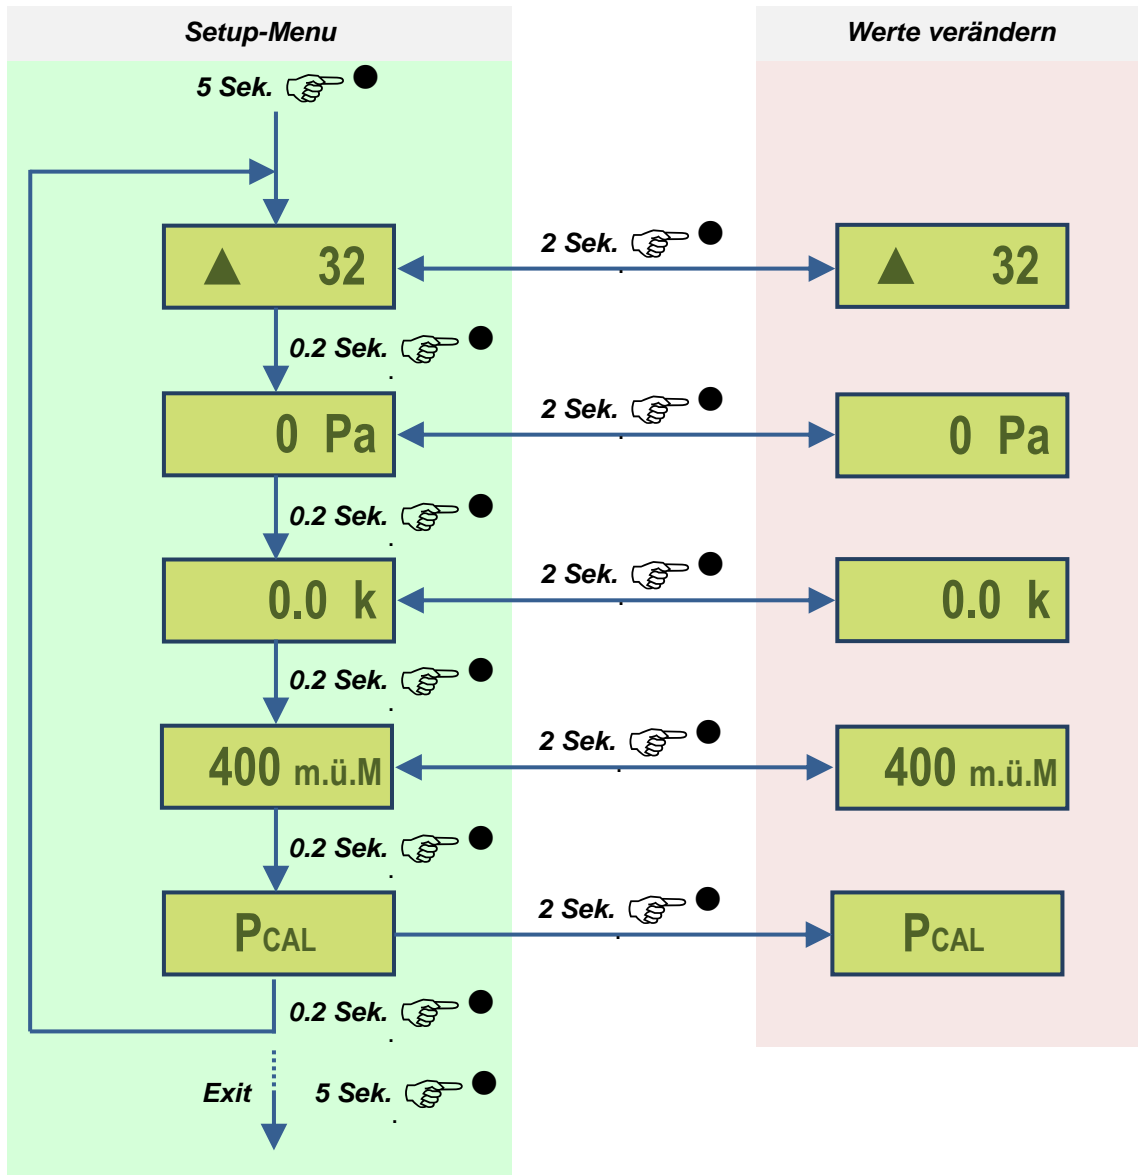 Setup-Menu Werte verändern
5 Sek.
▲ 32 2 Sek. ▲ 32
0.2 Sek.
0 Pa 2 Sek. 0 Pa
0.2 Sek.
0.0 k 2 Sek. 0.0 k
0.2 Sek.
400 m.ü.M 2 Sek. 400 m.ü.M
0.2 Sek.
PCAL 2 Sek. PCAL
0.2 Sek.
Exit 5 Sek.